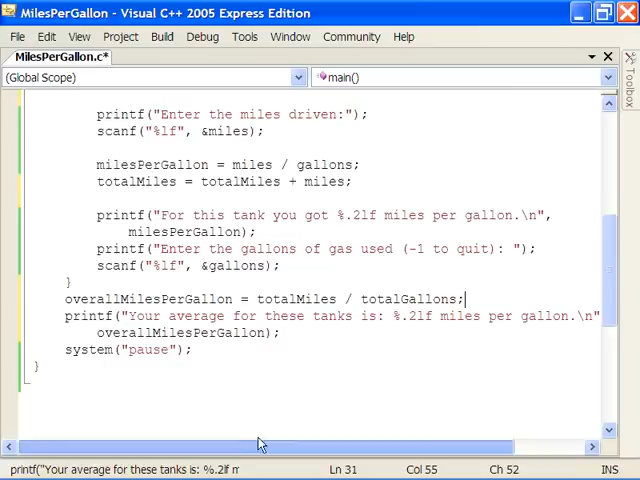 MilesPerGallon - Visual C++ 2005 Express Edition
File Edit View Project Build Debug Tools Window Community Help
MilesPerGallon.c*
(Global Scope) main()
Toolbox
printf("Enter the miles driven:");
scanf("%lf", &miles);
milesPerGallon = miles / gallons;
totalMiles = totalMiles + miles;
printf("For this tank you got %.2lf miles per gallon.\n",
milesPerGallon);
printf("Enter the gallons of gas used (-1 to quit): ");
scanf("%lf", &gallons);
}
overallMilesPerGallon = totalMiles / totalGallons;
printf("Your average for these tanks is: %.2lf miles per gallon.\n"
overallMilesPerGallon);
system("pause");
}
printf("Your average for these tanks is: %.2lf m Ln 31 Col 55 Ch 52 INS